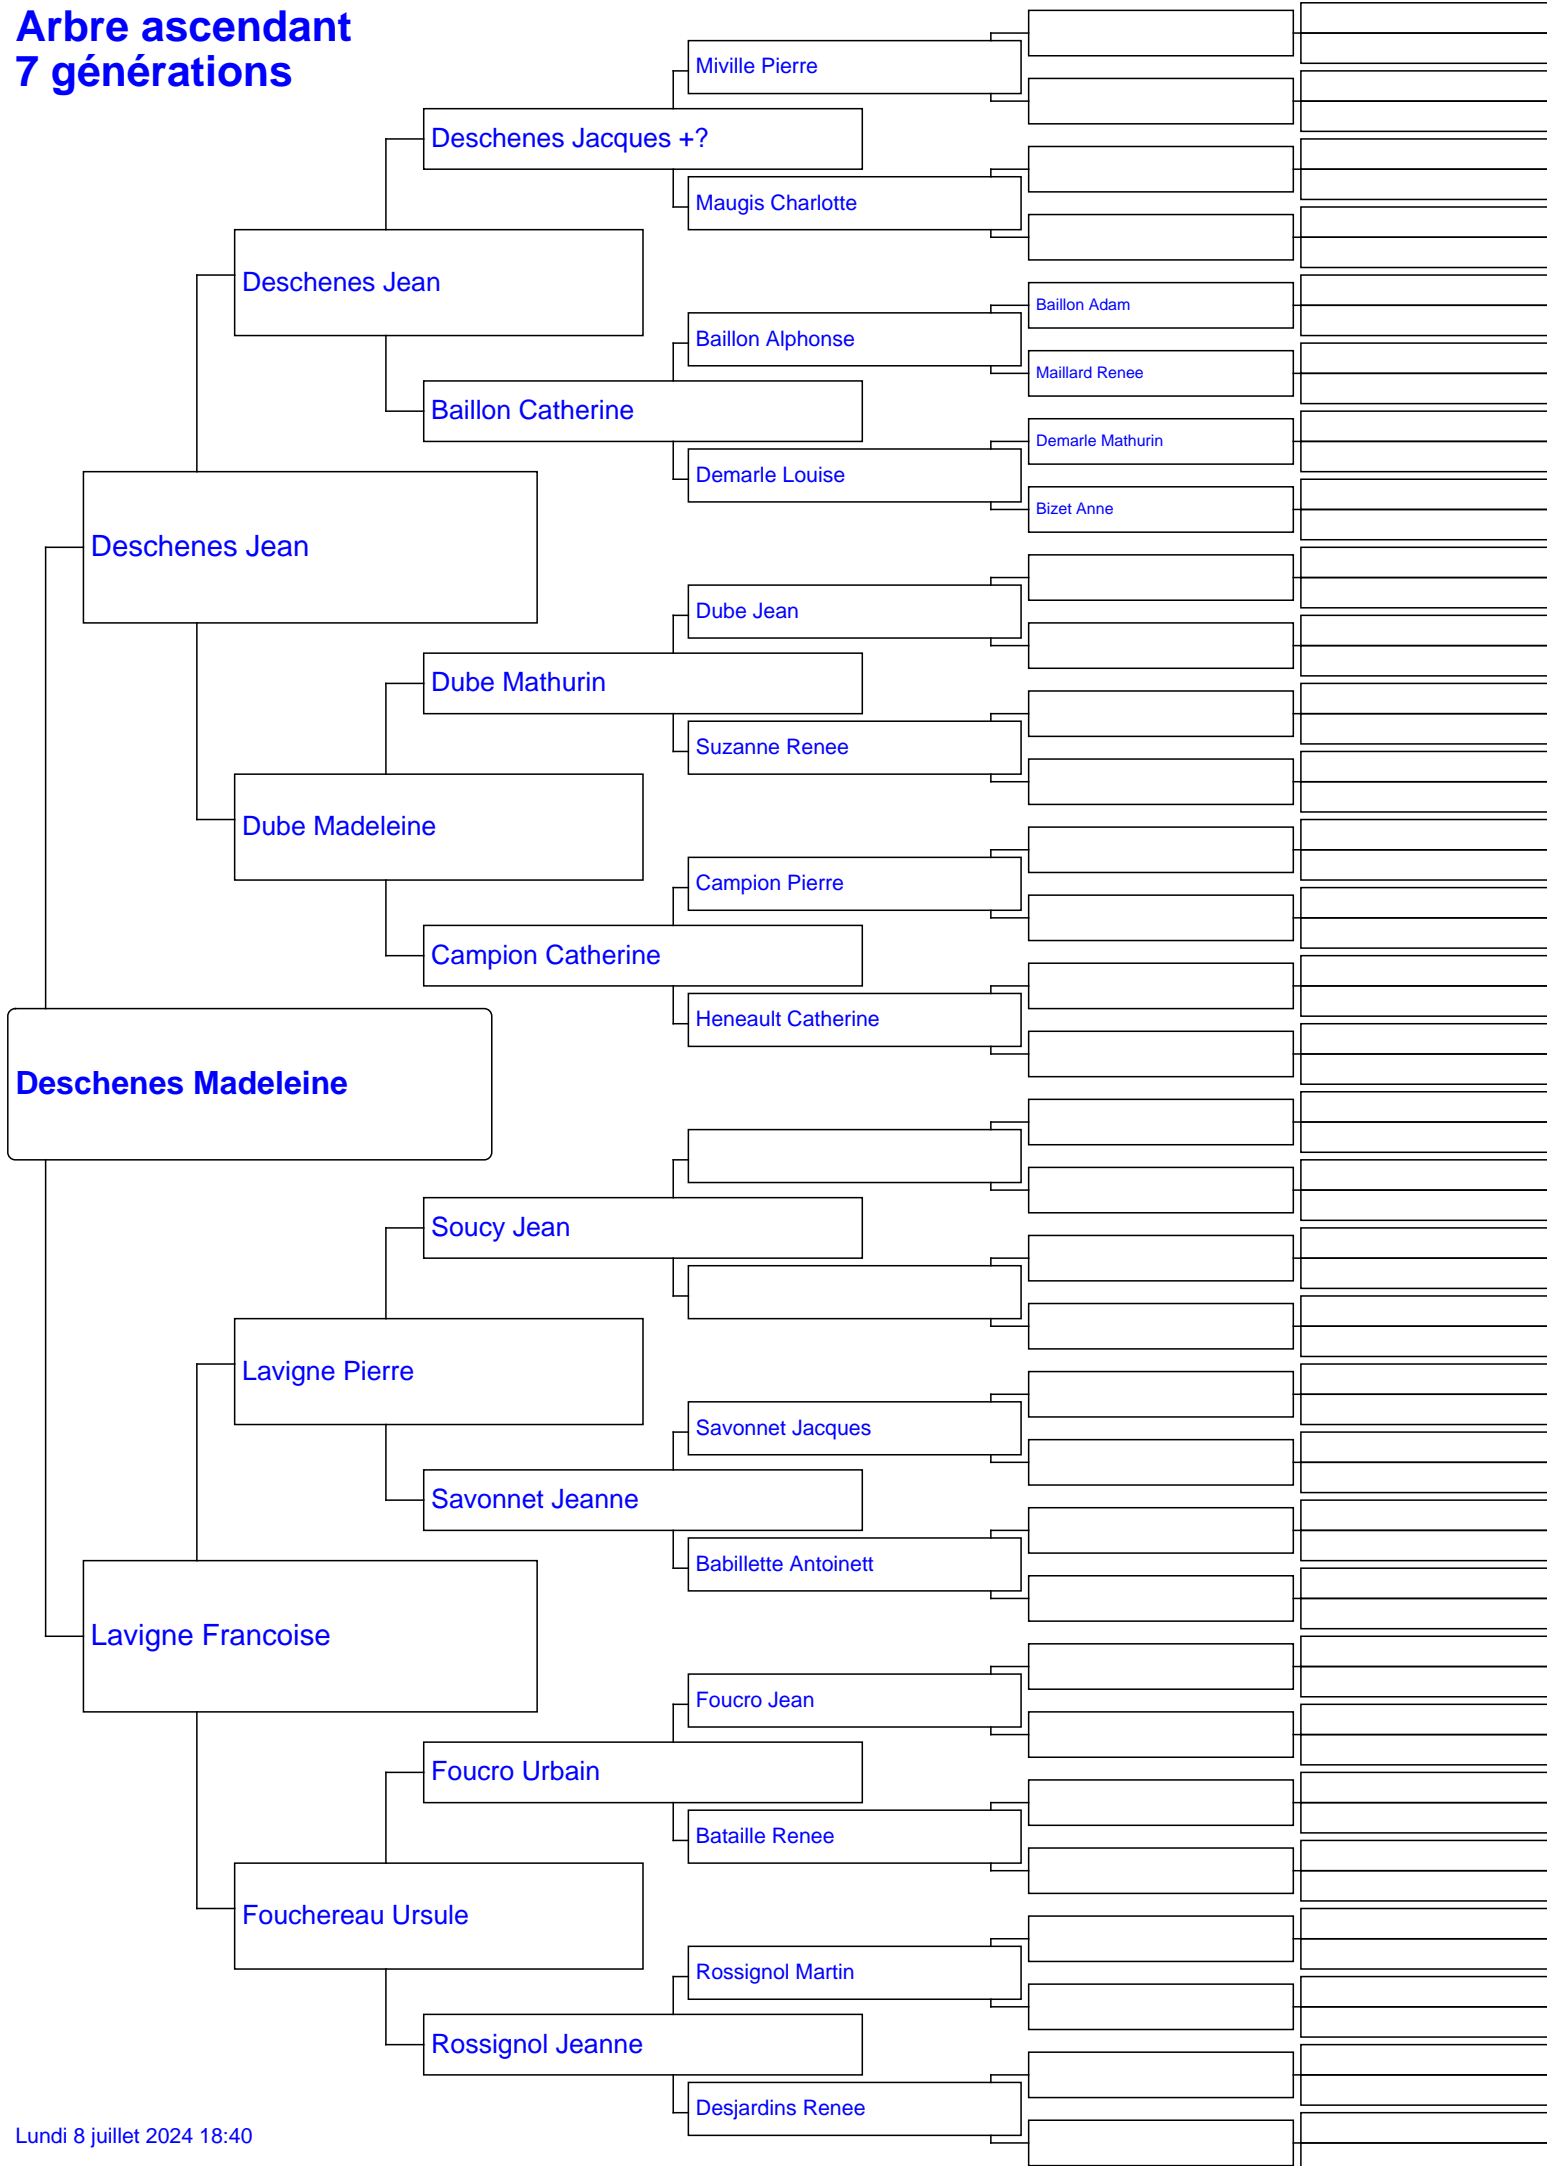 Arbre ascendant
7 générations
Miville Pierre
Deschenes Jacques +?
Maugis Charlotte
Deschenes Jean
Baillon Adam
Baillon Alphonse
Maillard Renee
Baillon Catherine
Demarle Mathurin
Demarle Louise
Bizet Anne
Deschenes Jean
Dube Jean
Dube Mathurin
Suzanne Renee
Dube Madeleine
Campion Pierre
Campion Catherine
Heneault Catherine
Deschenes Madeleine
Soucy Jean
Lavigne Pierre
Savonnet Jacques
Savonnet Jeanne
Babillette Antoinett
Lavigne Francoise
Foucro Jean
Foucro Urbain
Bataille Renee
Fouchereau Ursule
Rossignol Martin
Rossignol Jeanne
Desjardins Renee
Lundi 8 juillet 2024 18:40